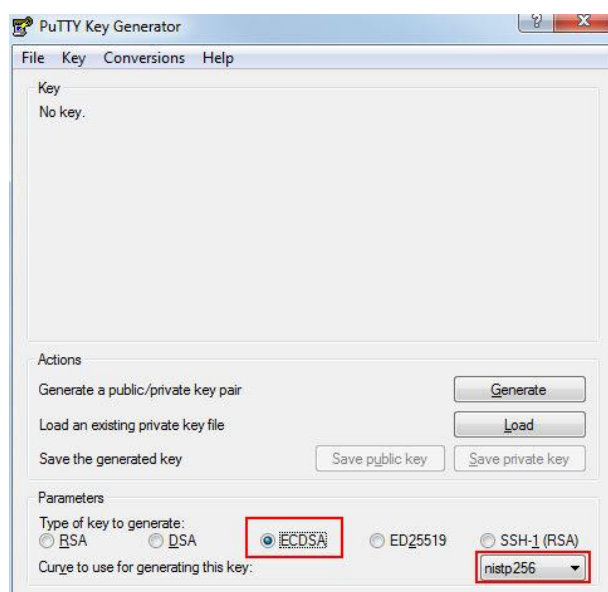 PuTTY Key Generator
File Key Conversions Help
Key
No key.
Actions
Generate a public/private key pair
Generate
Load an existing private key file
Load
Save the generated key
Save public key
Save private key
Parameters
Type of key to generate:
RSA DSA ECDSA ED25519 SSH-1 (RSA)
Curve to use for generating this key:
nistp256